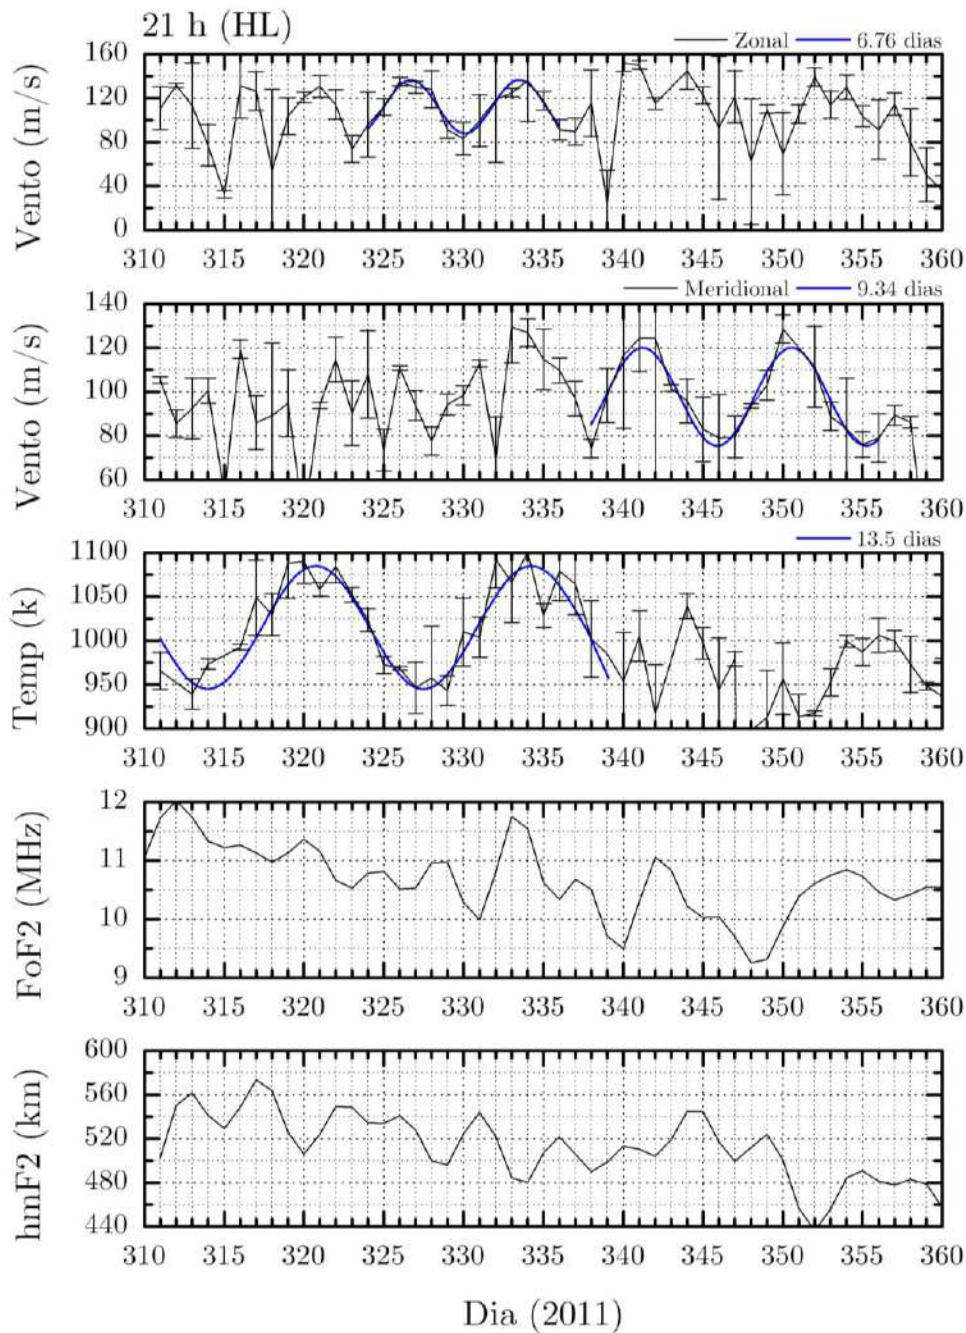 21 h (HL)
Zonal 6.76 dias
Vento (m/s)
160
120
80
40
0
310 315 320 325 330 335 340 345 350 355 360
Meridional 9.34 dias
Vento (m/s)
140
120
100
80
60
310 315 320 325 330 335 340 345 350 355 360
13.5 dias
Temp (k)
1100
1050
1000
950
900
310 315 320 325 330 335 340 345 350 355 360
FoF2 (MHz)
12
11
10
9
310 315 320 325 330 335 340 345 350 355 360
hmF2 (km)
600
560
520
480
440
310 315 320 325 330 335 340 345 350 355 360
Dia (2011)